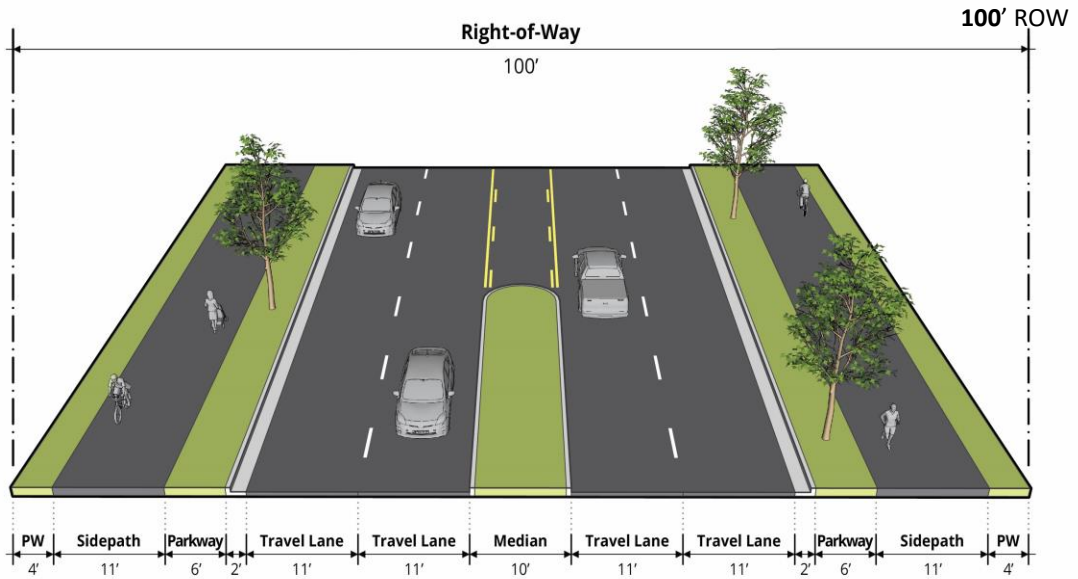 100’ ROW
Right-of-Way
100’
PW Sidepath Parkway Travel Lane Travel Lane Median Travel Lane Travel Lane Parkway Sidepath PW
4’ 11’ 6’ 2’ 11’ 11’ 10’ 11’ 11’ 2’ 6’ 11’ 4’